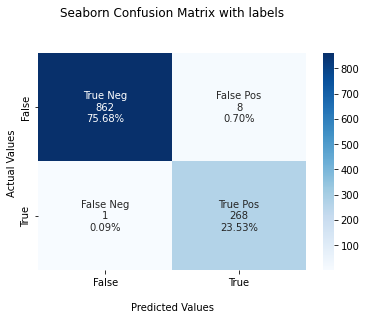 Seaborn Confusion Matrix with labels
Actual Values
False
True
True Neg
862
75.68%
False Pos
8
0.70%
False Neg
1
0.09%
True Pos
268
23.53%
False
True
Predicted Values
800
700
600
500
400
300
200
100